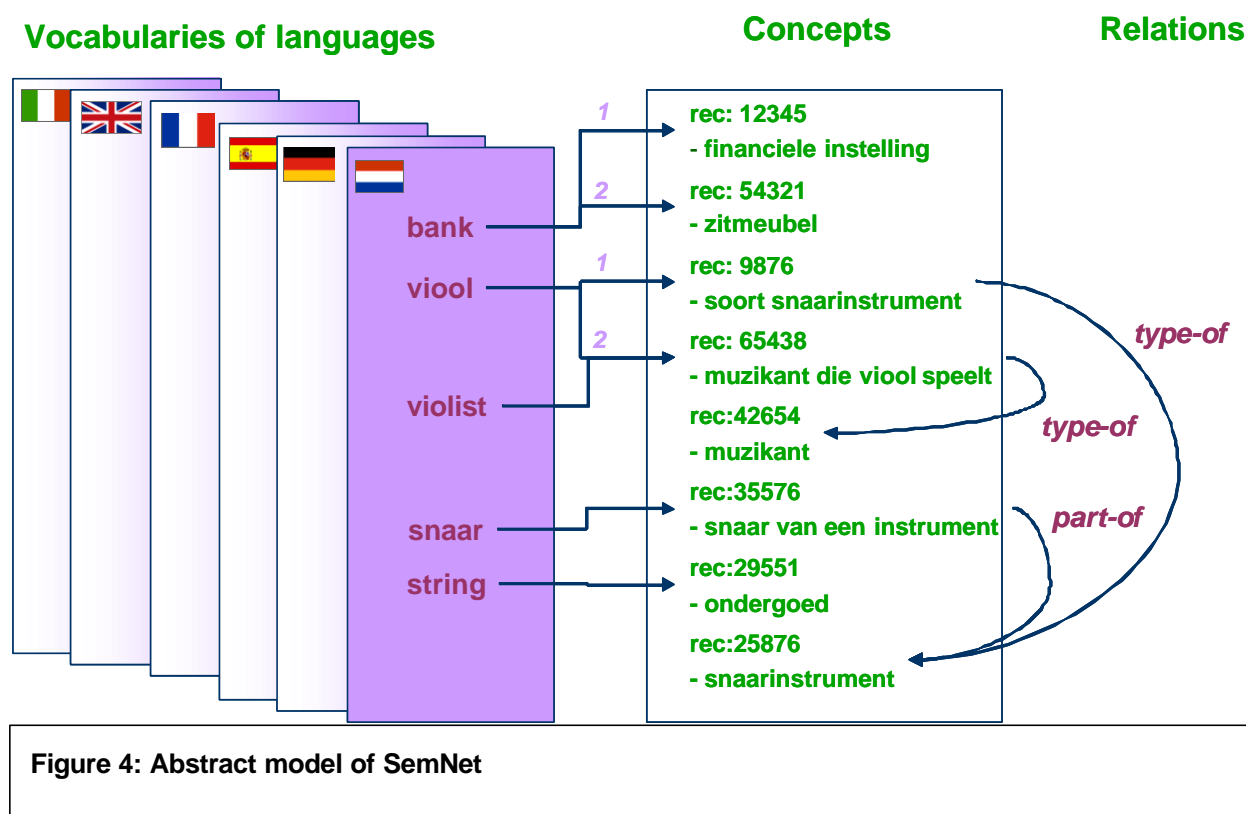 Vocabularies of languages
Concepts
Relations
bank
viool
violist
snaar
string
1
2
1
2
rec: 12345
- financiele instelling
rec: 54321
- zitmeubel
rec: 9876
- soort snaarinstrument
rec: 65438
- muzikant die viool speelt
rec:42654
- muzikant
rec:35576
- snaar van een instrument
rec:29551
- ondergoed
rec:25876
- snaarinstrument
type-of
type-of
part-of
Figure 4: Abstract model of SemNet